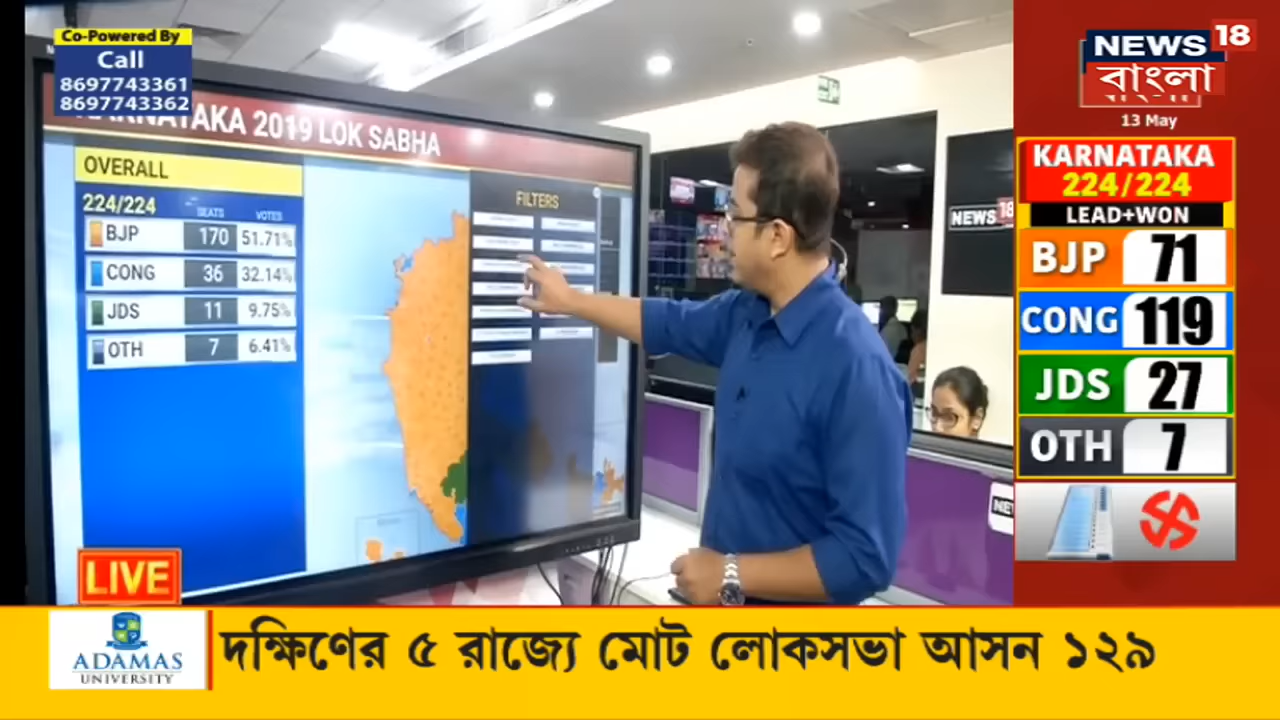 Co-Powered By
Call
8697743361
8697743362
KARNATAKA 2019 LOK SABHA
OVERALL
224/224 SEATS VOTES
BJP 170 51.71%
CONG 36 32.14%
JDS 11 9.75%
OTH 7 6.41%
FILTERS
NEWS18
NEWS 18
বাংলা
13 May
KARNATAKA
224/224
LEAD+WON
BJP 71
CONG 119
JDS 27
OTH 7
LIVE
ADAMAS
UNIVERSITY
দক্ষিণের ৫ রাজ্যে মোট লোকসভা আসন ১২৯